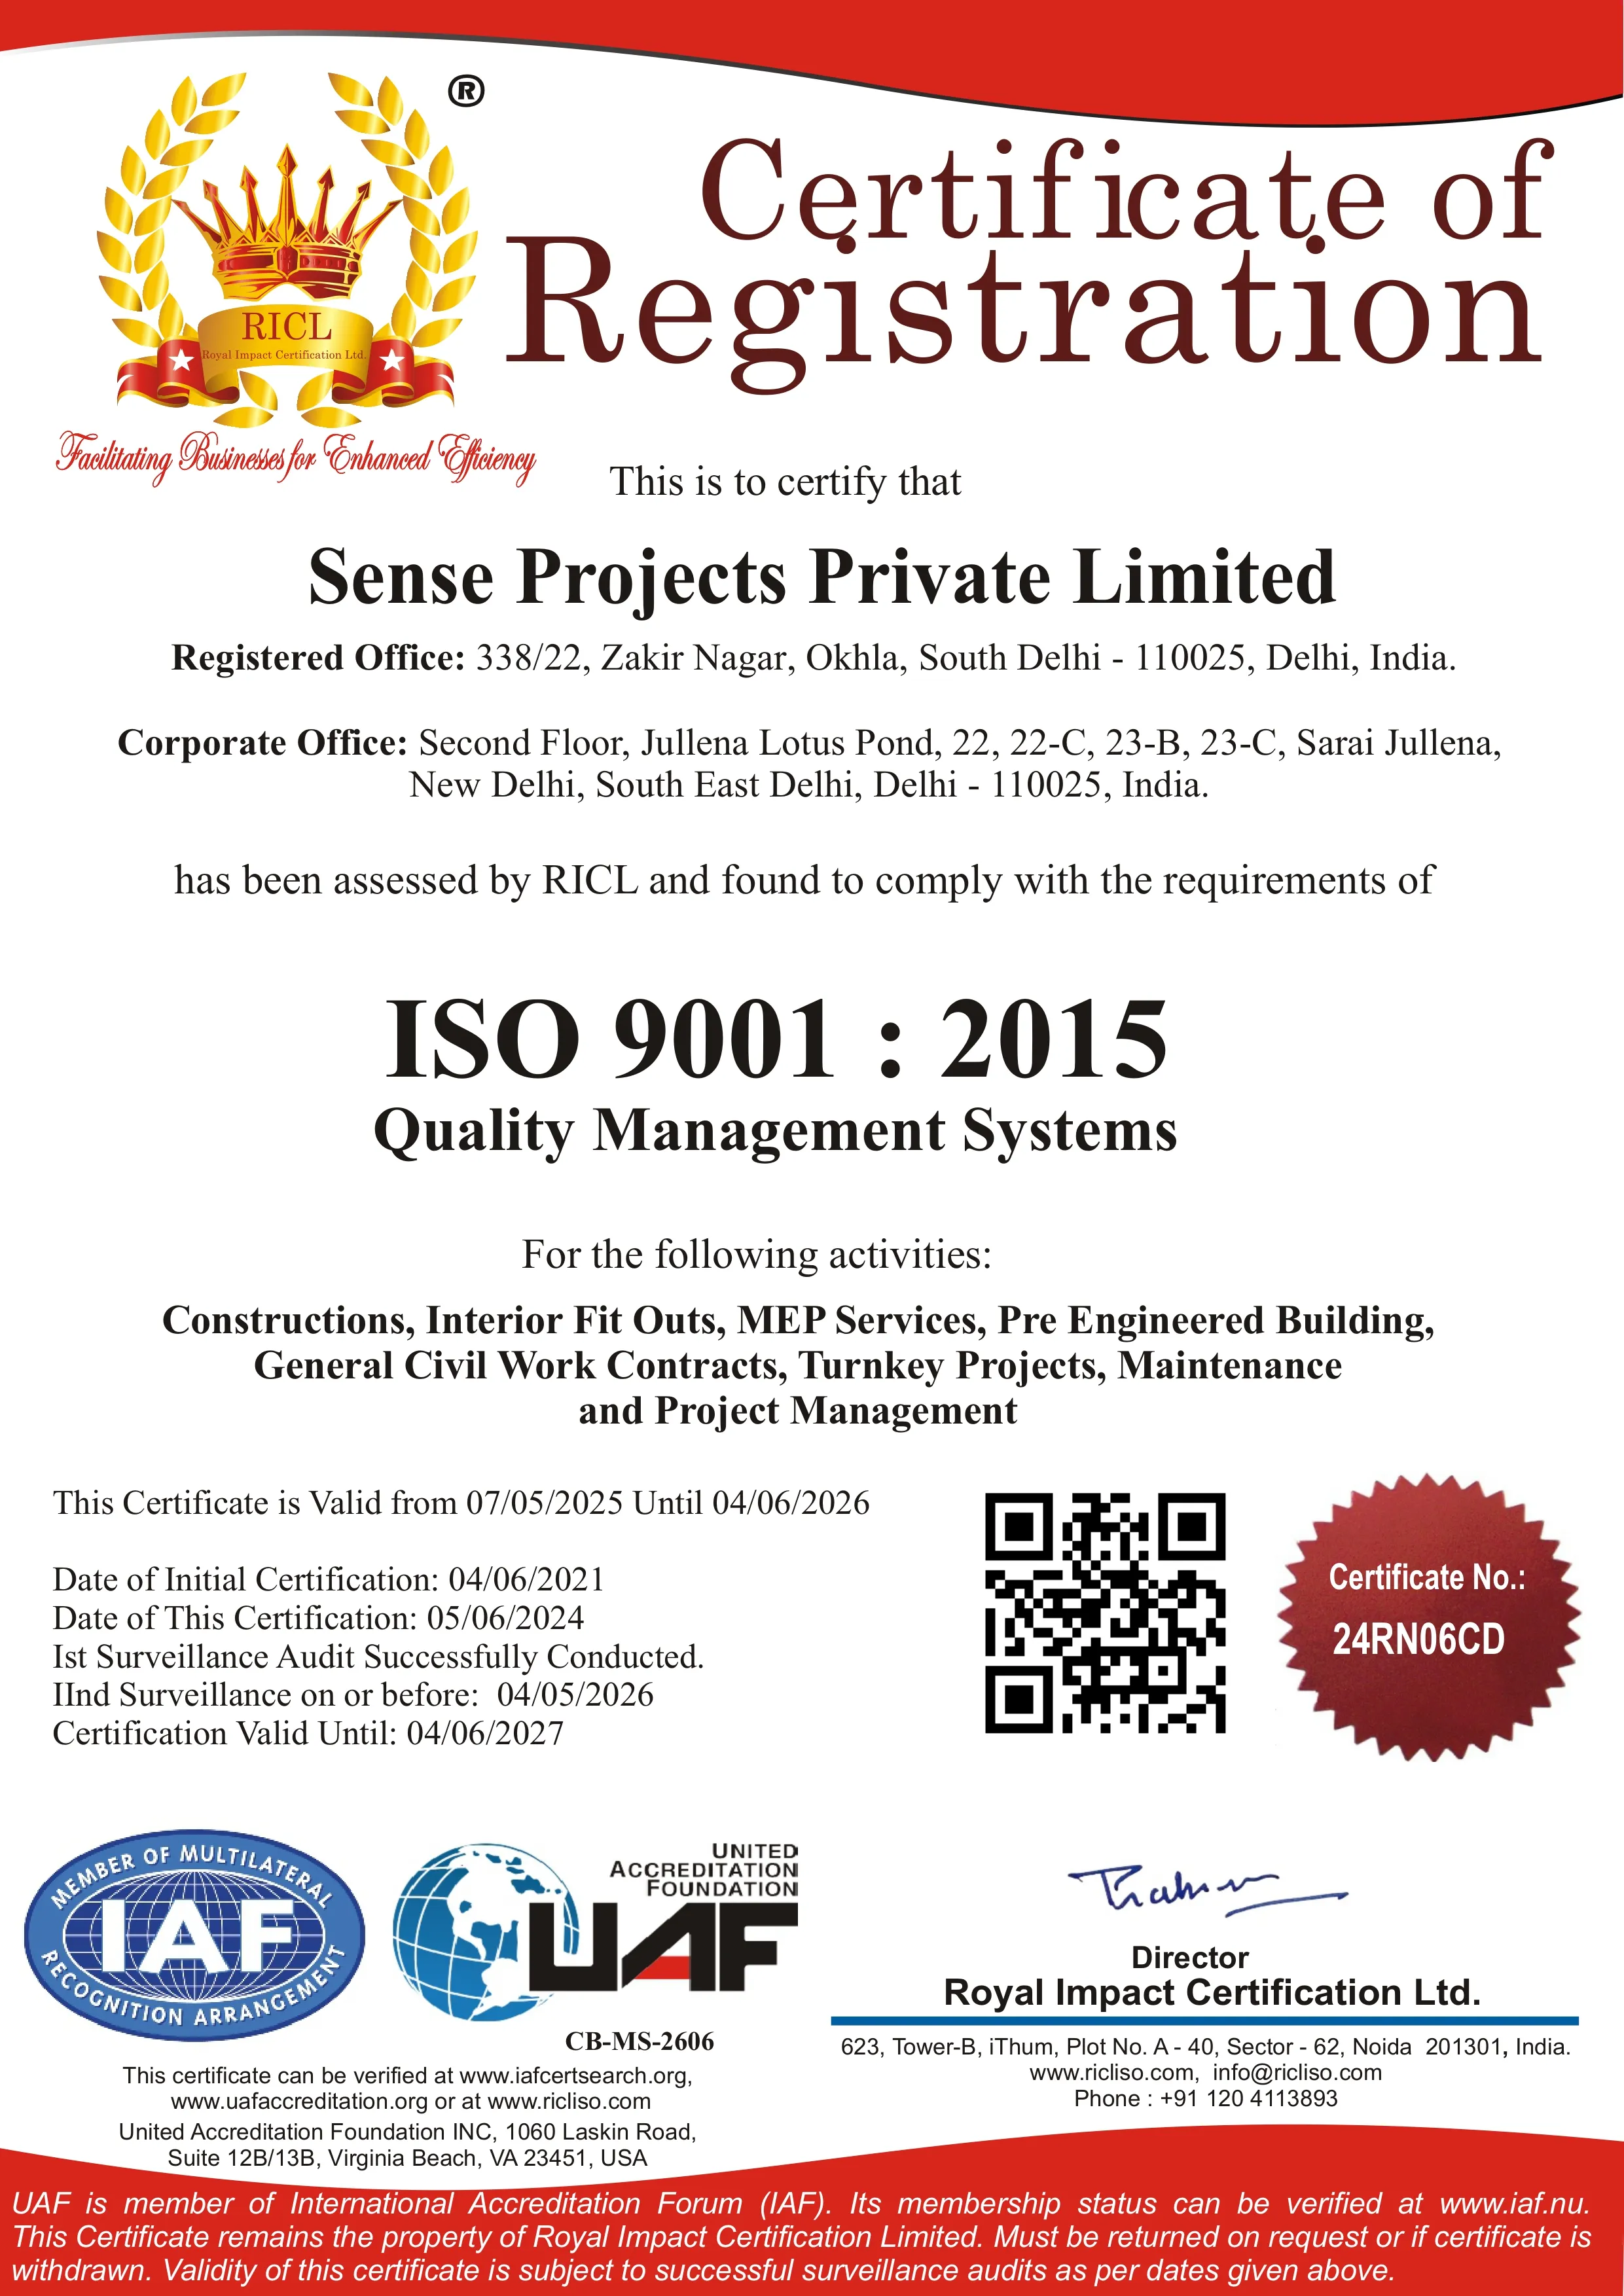 ®
Certificate of
Registration
RICL
Royal Impact Certification Ltd.
Facilitating Businesses for Enhanced Efficiency
This is to certify that
Sense Projects Private Limited
Registered Office: 338/22, Zakir Nagar, Okhla, South Delhi - 110025, Delhi, India.
Corporate Office: Second Floor, Jullena Lotus Pond, 22, 22-C, 23-B, 23-C, Sarai Jullena,
New Delhi, South East Delhi, Delhi - 110025, India.
has been assessed by RICL and found to comply with the requirements of
ISO 9001 : 2015
Quality Management Systems
For the following activities:
Constructions, Interior Fit Outs, MEP Services, Pre Engineered Building,
General Civil Work Contracts, Turnkey Projects, Maintenance
and Project Management
This Certificate is Valid from 07/05/2025 Until 04/06/2026
Date of Initial Certification: 04/06/2021
Date of This Certification: 05/06/2024
Ist Surveillance Audit Successfully Conducted.
IInd Surveillance on or before:  04/05/2026
Certification Valid Until: 04/06/2027
Certificate No.:
24RN06CD
MEMBER OF MULTILATERAL
IAF
RECOGNITION ARRANGEMENT
UNITED
ACCREDITATION
FOUNDATION
UAF
CB-MS-2606
This certificate can be verified at www.iafcertsearch.org,
www.uafaccreditation.org or at www.ricliso.com
United Accreditation Foundation INC, 1060 Laskin Road,
Suite 12B/13B, Virginia Beach, VA 23451, USA
Director
Royal Impact Certification Ltd.
623, Tower-B, iThum, Plot No. A - 40, Sector - 62, Noida  201301, India.
www.ricliso.com,  info@ricliso.com
Phone : +91 120 4113893
UAF is member of International Accreditation Forum (IAF). Its membership status can be verified at www.iaf.nu.
This Certificate remains the property of Royal Impact Certification Limited. Must be returned on request or if certificate is
withdrawn. Validity of this certificate is subject to successful surveillance audits as per dates given above.